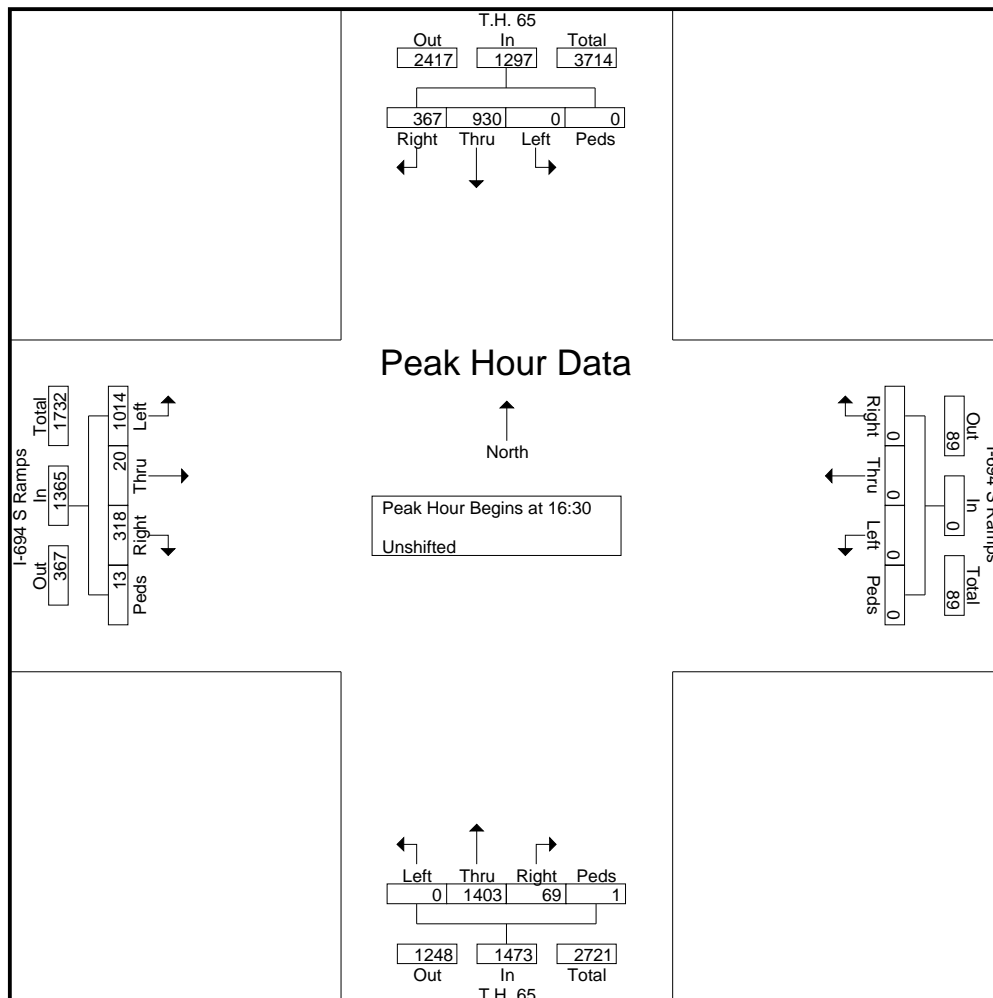 T.H. 65
Out In Total
2417 1297 3714
367 930 0 0
Right Thru Left Peds
Peak Hour Data
North
Peak Hour Begins at 16:30
Unshifted
I-694 S Ramps
Out In Total
367 1365 1732
Peds Right Thru Left
13 318 20 1014
I-694 S Ramps
Out In Total
89 0 89
Right Thru Left Peds
0 0 0 0
Left Thru Right Peds
0 1403 69 1
1248 1473 2721
Out In Total
T.H. 65